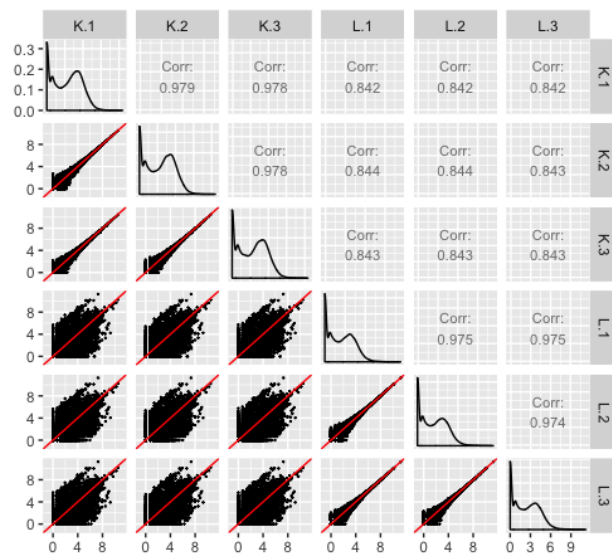 K.1 K.2 K.3 L.1 L.2 L.3
0.3
0.2
0.1
0.0
Corr:
0.979
Corr:
0.978
Corr:
0.842
Corr:
0.842
Corr:
0.842
K.1
8
4
0
Corr:
0.978
Corr:
0.844
Corr:
0.844
Corr:
0.843
K.2
8
4
0
Corr:
0.843
Corr:
0.843
Corr:
0.843
K.3
8
4
0
Corr:
0.975
Corr:
0.975
L.1
8
4
0
Corr:
0.974
L.2
8
4
0
L.3
0 4 8 0 4 8 0 4 8 0 4 8 0 4 8 0 3 6 9